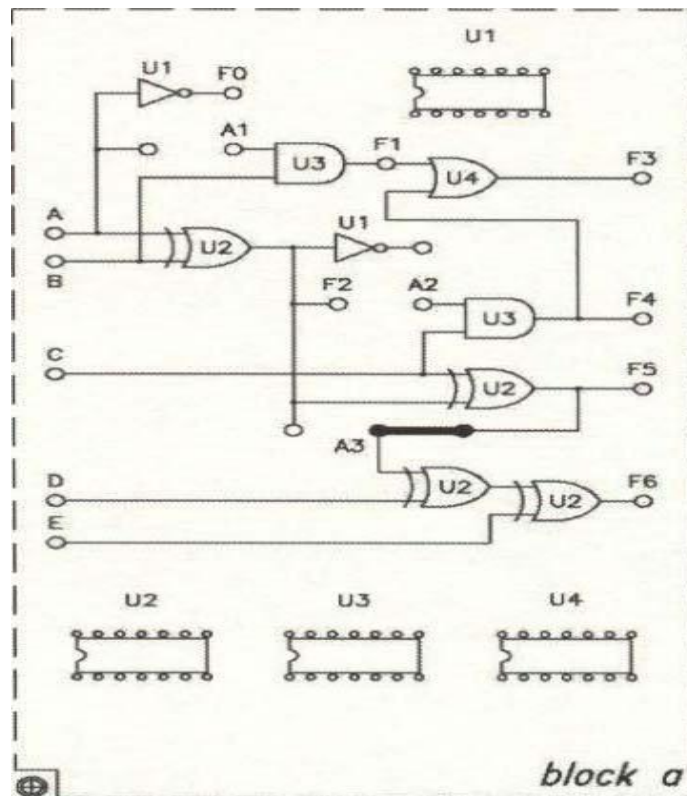 U1
U1 F0
A1 U3 F1 U4 F3
A
B
U2 U1
F2 A2 U3 F4
C
U2 F5
A3
D U2 U2 F6
E
U2 U3 U4
block a